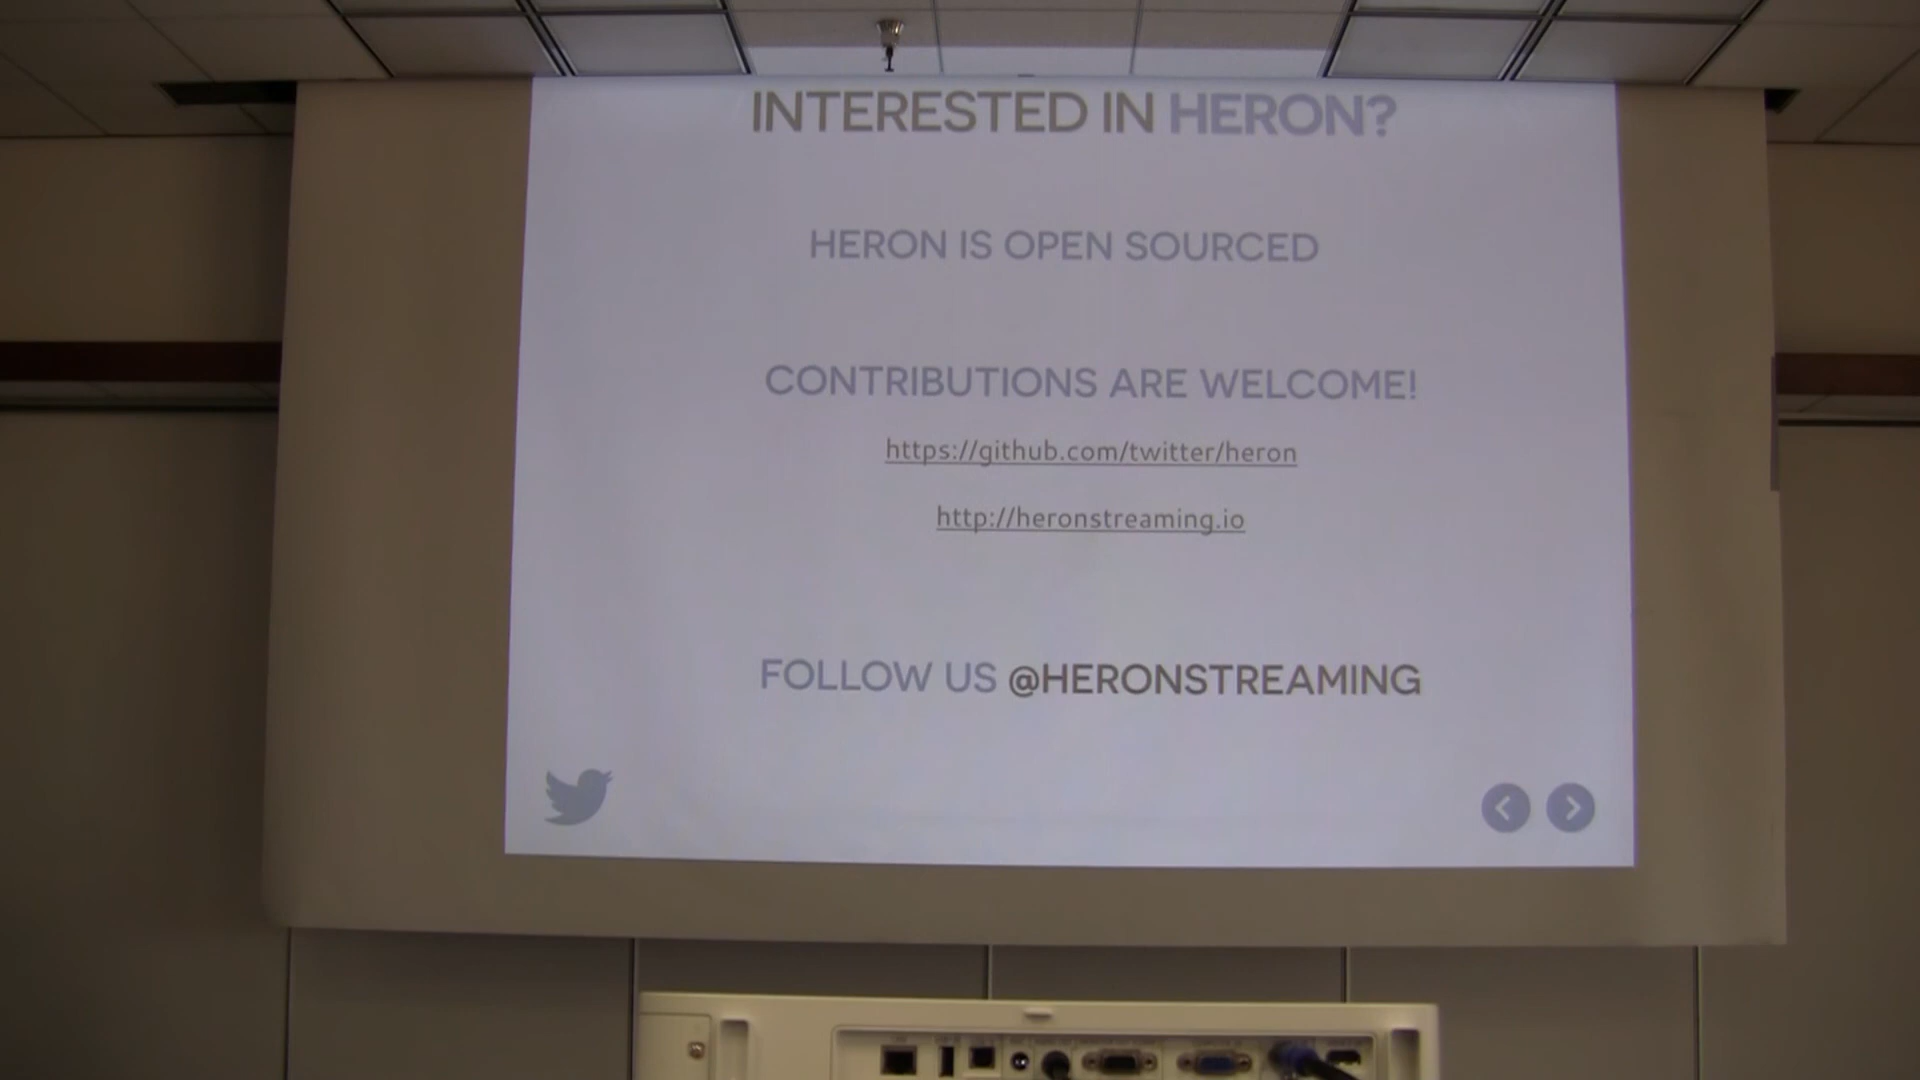 INTERESTED IN HERON?
HERON IS OPEN SOURCED
CONTRIBUTIONS ARE WELCOME!
https://github.com/twitter/heron
http://heronstreaming.io
FOLLOW US @HERONSTREAMING